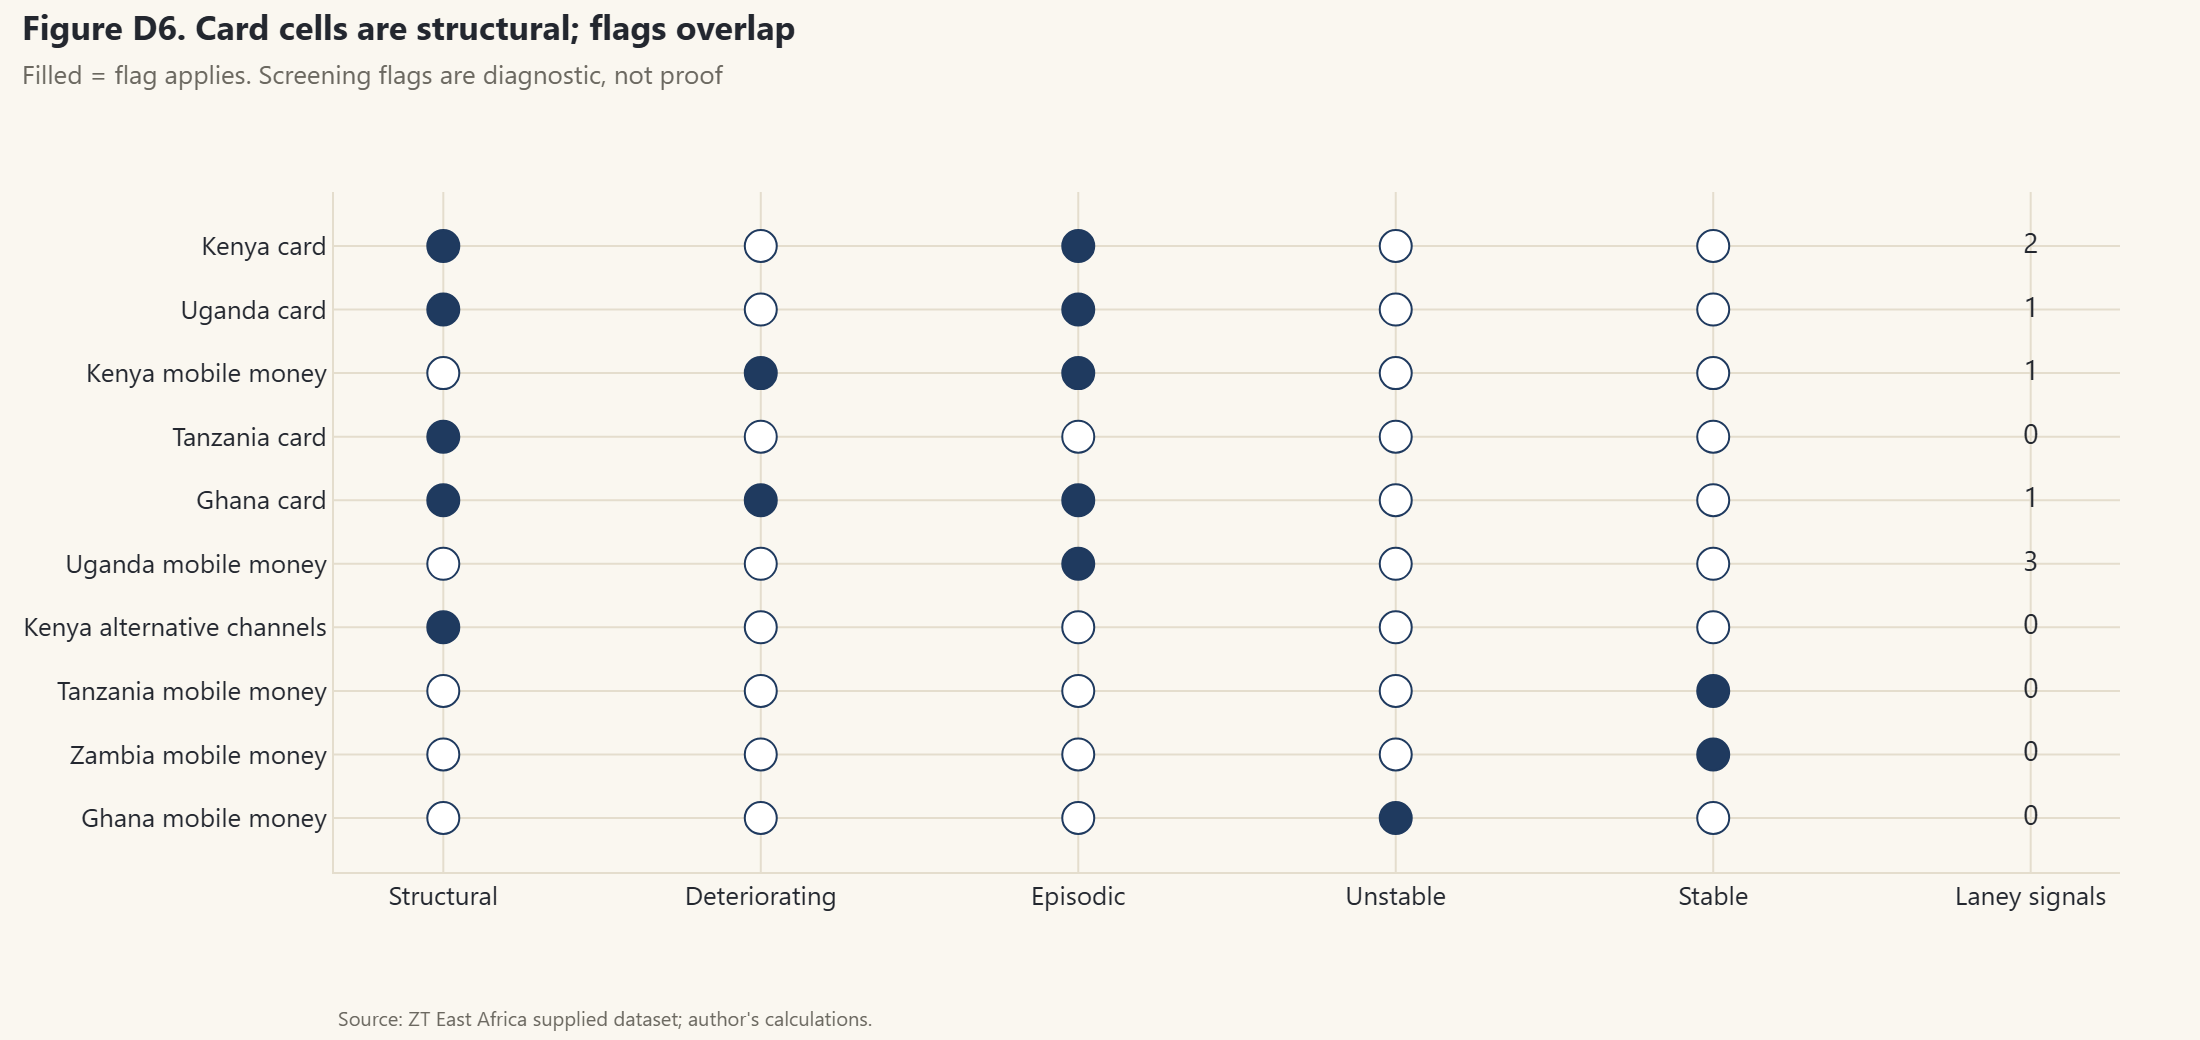 Figure D6. Card cells are structural; flags overlap
Filled = flag applies. Screening flags are diagnostic, not proof
Kenya card 2
Uganda card 1
Kenya mobile money 1
Tanzania card 0
Ghana card 1
Uganda mobile money 3
Kenya alternative channels 0
Tanzania mobile money 0
Zambia mobile money 0
Ghana mobile money 0
Structural Deteriorating Episodic Unstable Stable Laney signals
Source: ZT East Africa supplied dataset; author's calculations.